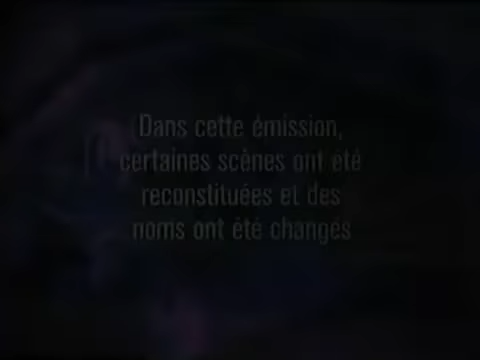 Dans cette émission,
certaines scènes ont été
reconstituées et des
noms ont été changés